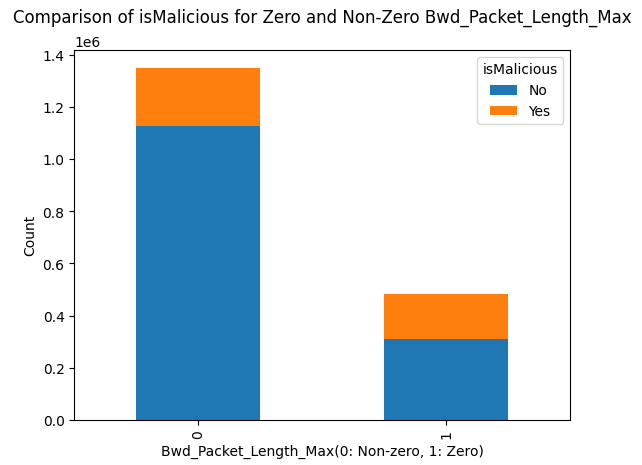 Comparison of isMalicious for Zero and Non-Zero Bwd_Packet_Length_Max
1e6
1.4
1.2
1.0
0.8
0.6
0.4
0.2
0.0
Count
isMalicious
No
Yes
0
1
Bwd_Packet_Length_Max(0: Non-zero, 1: Zero)